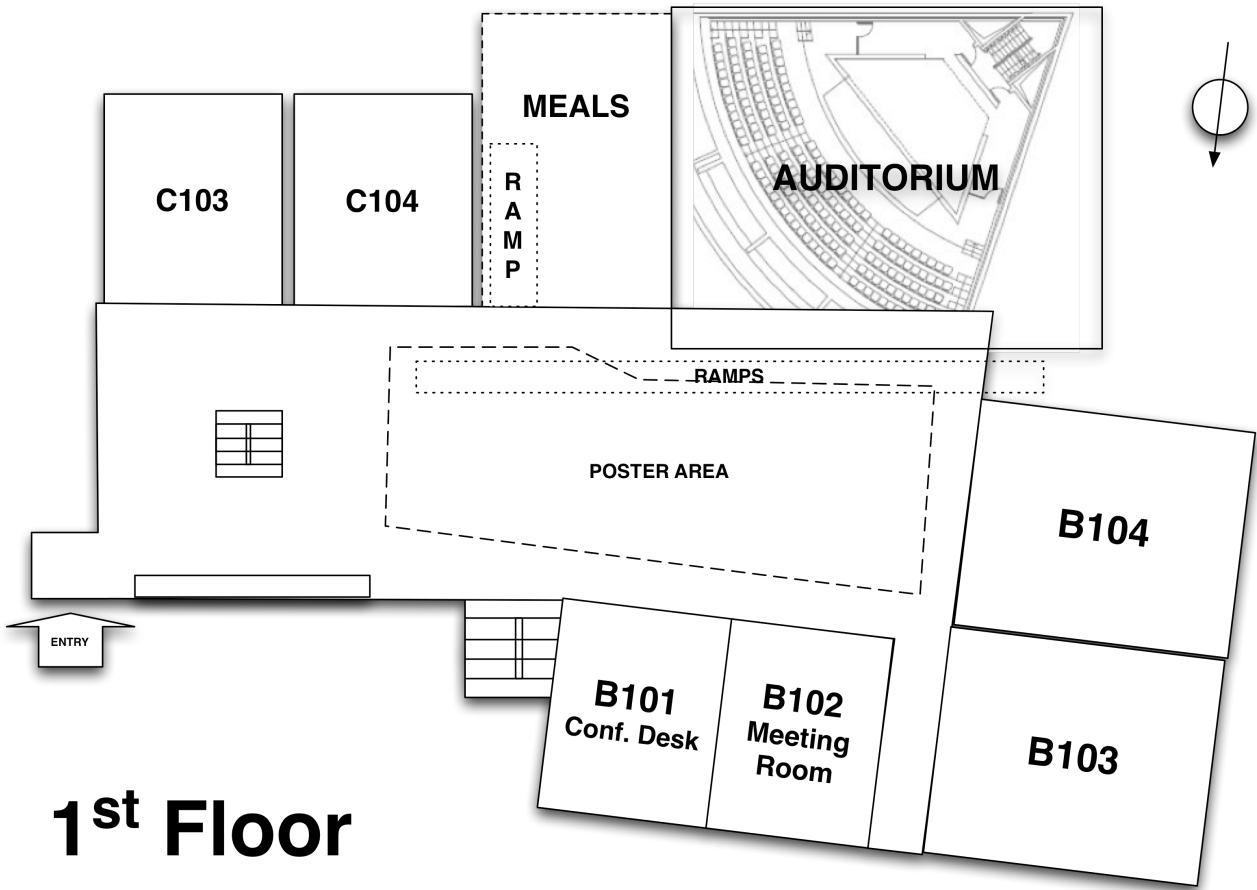 MEALS
AUDITORIUM
C103
C104
R
A
M
P
RAMPS
POSTER AREA
B104
ENTRY
B101
Conf. Desk
B102
Meeting
Room
B103
1st Floor